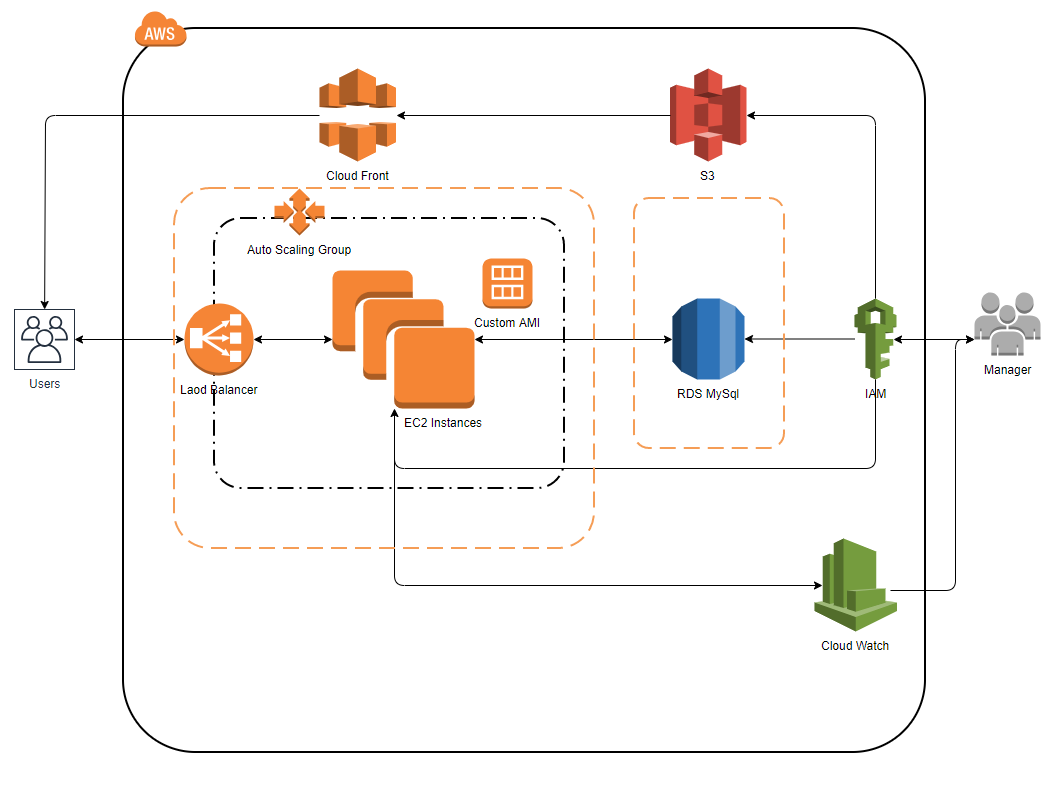 AWS
Cloud Front
S3
Auto Scaling Group
Custom AMI
Users
Laod Balancer
EC2 Instances
RDS MySql
IAM
Manager
Cloud Watch